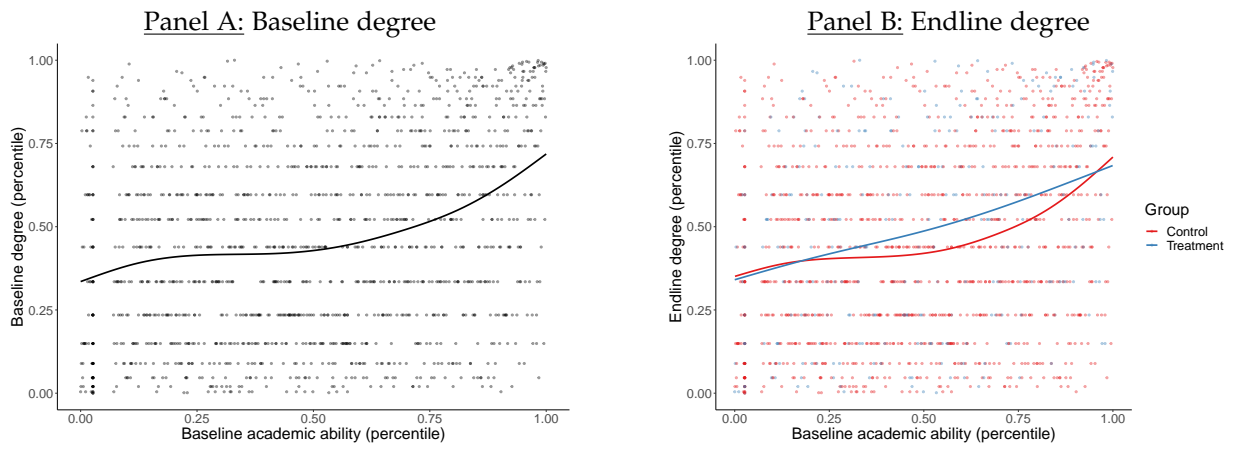 Panel A: Baseline degree
Baseline degree (percentile)
1.00
0.75
0.50
0.25
0.00
0.00 0.25 0.50 0.75 1.00
Baseline academic ability (percentile)
Panel B: Endline degree
Endline degree (percentile)
1.00
0.75
0.50
0.25
0.00
0.00 0.25 0.50 0.75 1.00
Baseline academic ability (percentile)
Group
Control
Treatment